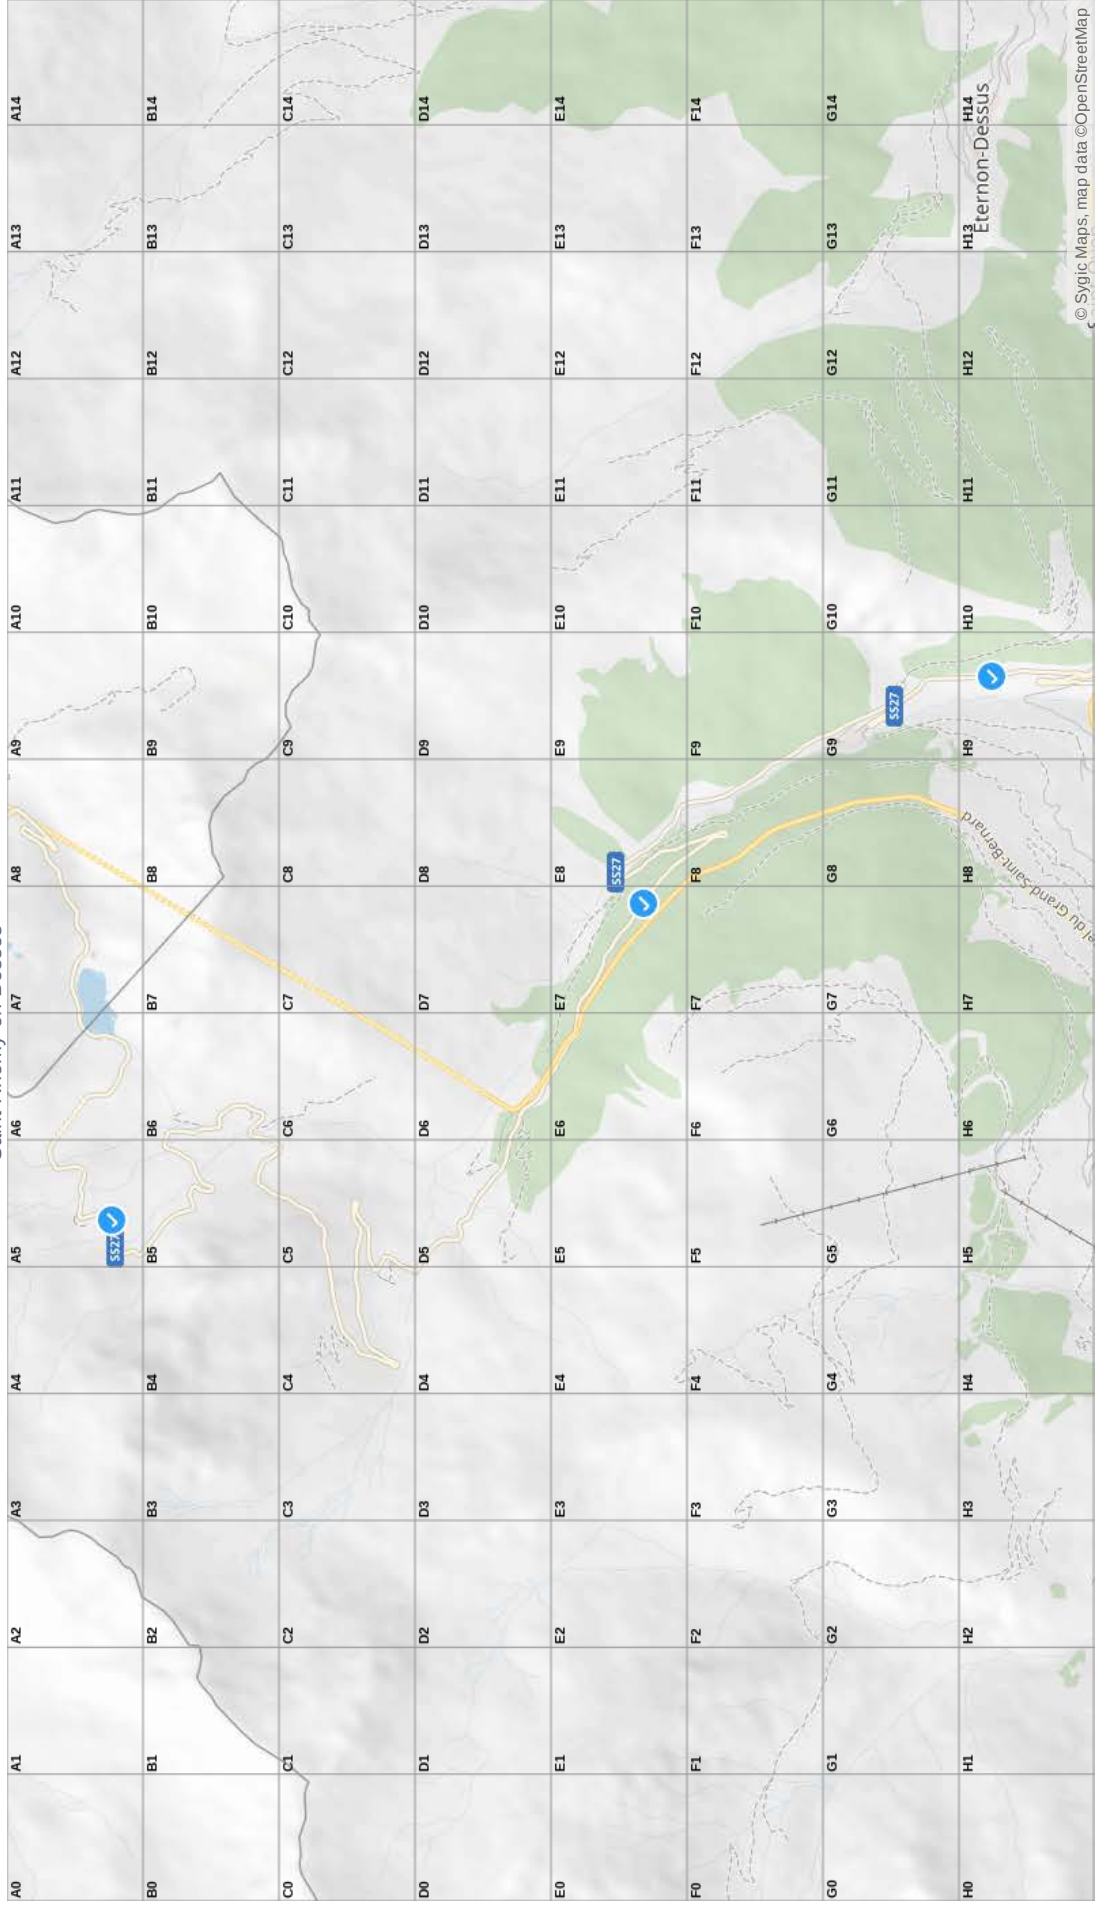 A0 A1 A2 A3 A4 A5 A6 A7 A8 A9 A10 A11 A12 A13 A14
SS27
B0 B1 B2 B3 B4 B5 B6 B7 B8 B9 B10 B11 B12 B13 B14
C0 C1 C2 C3 C4 C5 C6 C7 C8 C9 C10 C11 C12 C13 C14
D0 D1 D2 D3 D4 D5 D6 D7 D8 D9 D10 D11 D12 D13 D14
E0 E1 E2 E3 E4 E5 E6 E7 E8 E9 E10 E11 E12 E13 E14
SS27
F0 F1 F2 F3 F4 F5 F6 F7 F8 F9 F10 F11 F12 F13 F14
G0 G1 G2 G3 G4 G5 G6 G7 G8 G9 G10 G11 G12 G13 G14
SS27
H0 H1 H2 H3 H4 H5 H6 H7 H8 H9 H10 H11 H12 H13 H14
Eternon-Dessus
el du Grand Saint-Bernard
© Sygic Maps, map data ©OpenStreetMap